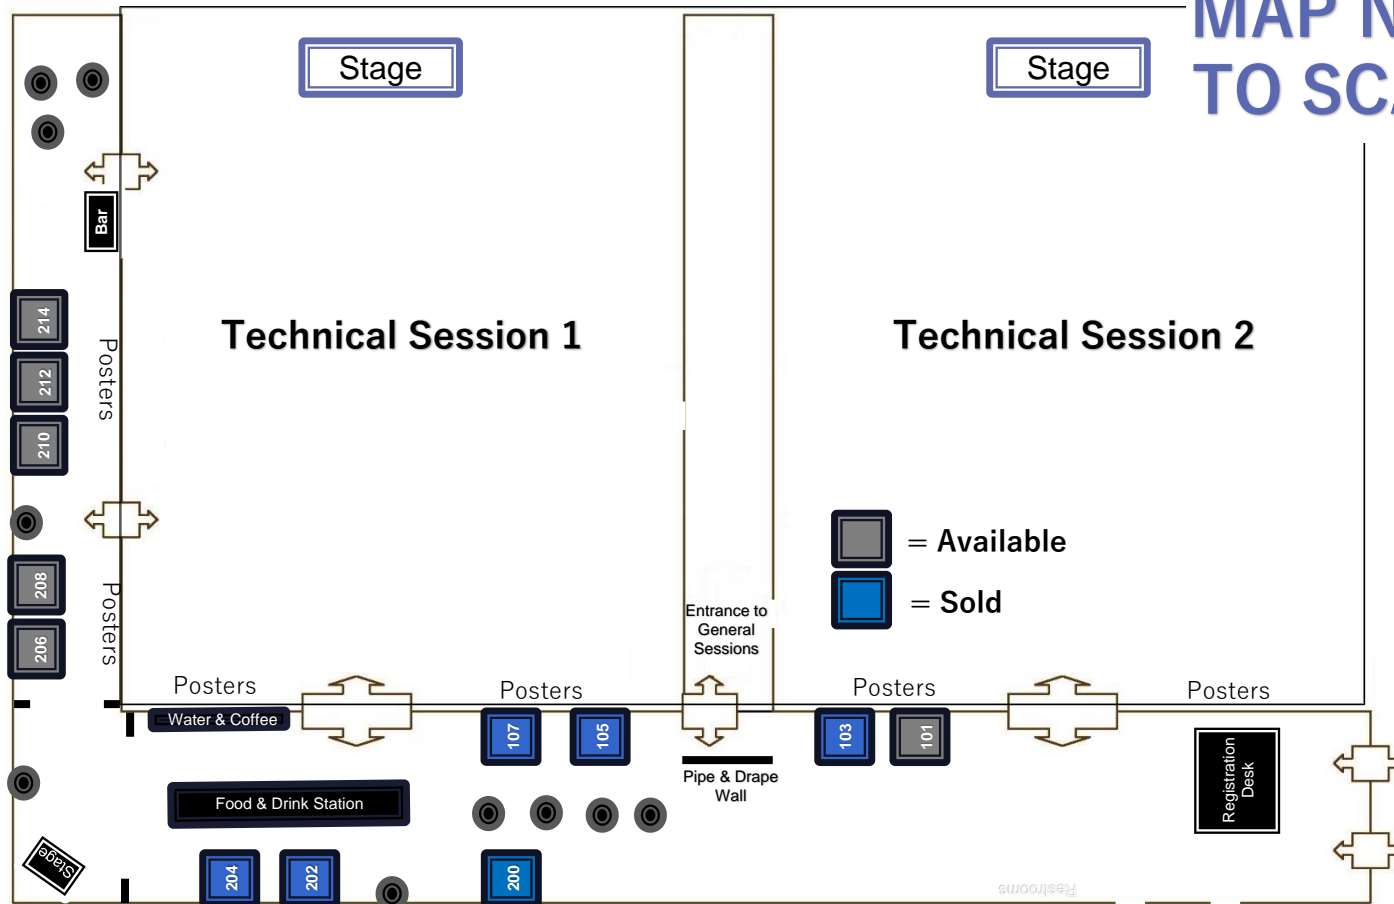 MAP N
TO SCA
Stage
Stage
Bar
Technical Session 1
Technical Session 2
214
212
210
Posters
= Available
= Sold
208
206
Posters
Entrance to
General
Sessions
Posters
Posters
Posters
Posters
Water & Coffee
107
105
103
101
Registration
Desk
Pipe & Drape
Wall
Food & Drink Station
Stage
204
202
200
Restrooms